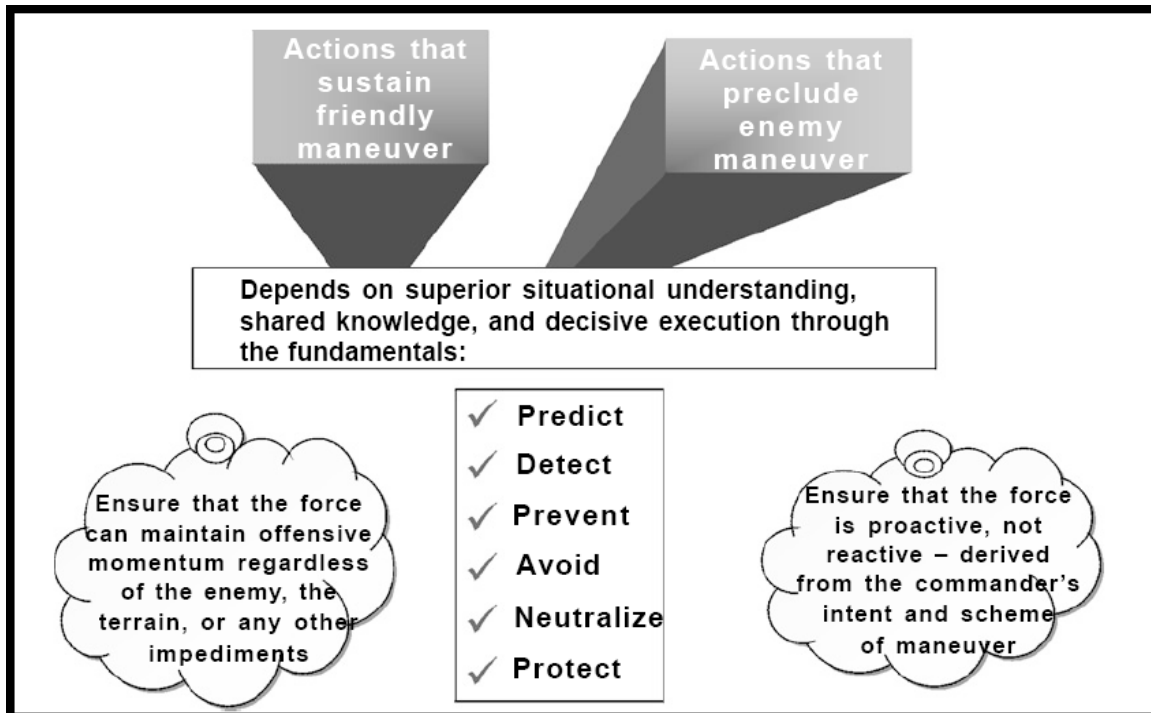 Actions that
sustain
friendly
maneuver
Actions that
preclude
enemy
maneuver
Depends on superior situational understanding,
shared knowledge, and decisive execution through
the fundamentals:
✓ Predict
✓ Detect
✓ Prevent
✓ Avoid
✓ Neutralize
✓ Protect
Ensure that the force
can maintain offensive
momentum regardless
of the enemy, the
terrain, or any other
impediments
Ensure that the force
is proactive, not
reactive – derived
from the commander’s
intent and scheme
of maneuver